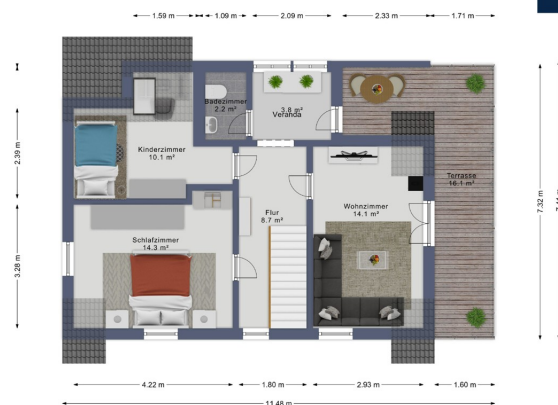 1.59 m
1.09 m
2.09 m
2.33 m
1.71 m
Badezimmer
2.2 m²
3.8 m²
Veranda
2.39 m
Kinderzimmer
10.1 m²
Terrasse
16.1 m²
7.32 m
Wohnzimmer
14.1 m²
Flur
8.7 m²
Schlafzimmer
14.3 m²
3.28 m
4.22 m
1.80 m
2.93 m
1.60 m
11.48 m